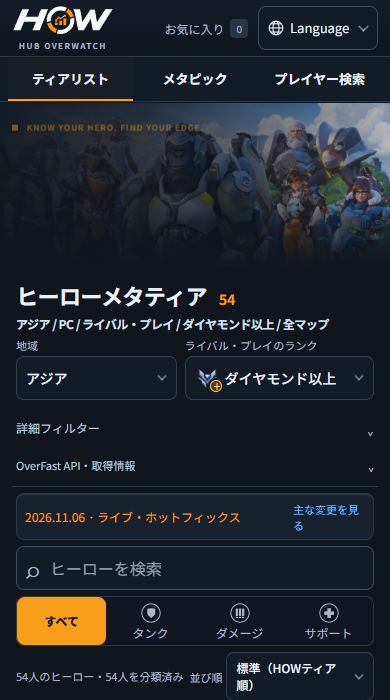 HOW
HUB OVERWATCH
お気に入り 0
Language
ティアリスト メタピック プレイヤー検索
KNOW YOUR HERO. FIND YOUR EDGE.
ヒーローメタティア 54
アジア / PC / ライバル・プレイ / ダイヤモンド以上 / 全マップ
地域 ライバル・プレイのランク
アジア ダイヤモンド以上
詳細フィルター
OverFast API・取得情報
2026.11.06 · ライブ・ホットフィックス 主な変更を見
る
ヒーローを検索
すべて タンク ダメージ サポート
54人のヒーロー・54人を分類済み 並び順 標準（HOWティア
順）